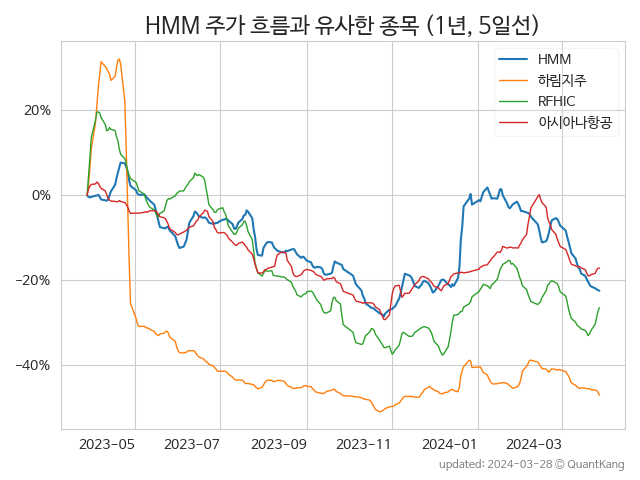 HMM 주가 흐름과 유사한 종목 (1년, 5일선)
HMM
하림지주
RFHIC
아시아나항공
20%
0%
−20%
−40%
2023-05 2023-07 2023-09 2023-11 2024-01 2024-03
updated: 2024-03-28 © QuantKang